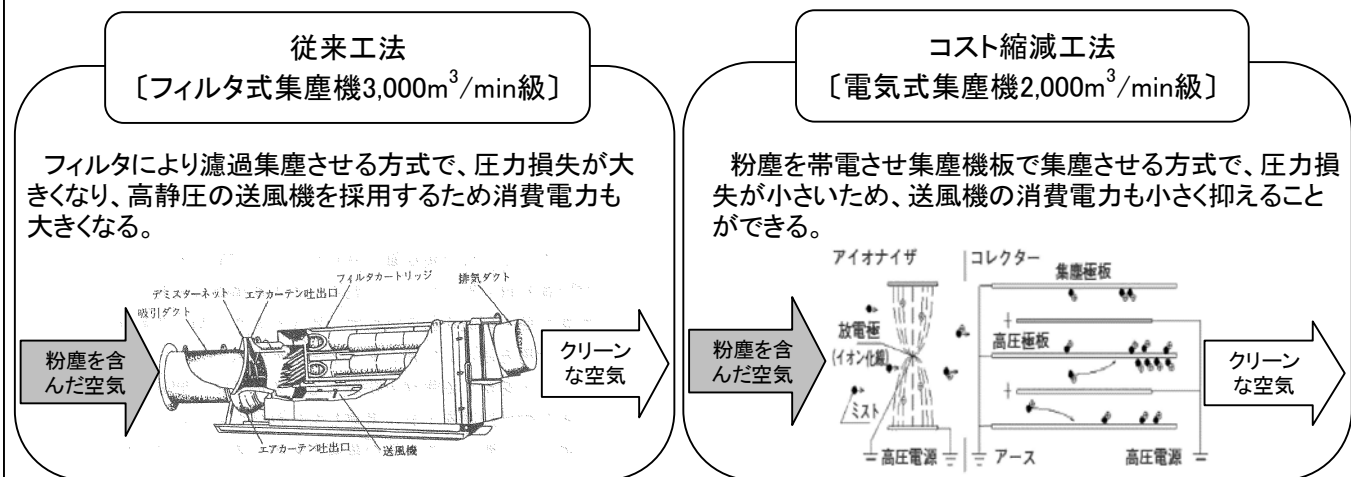 従来工法
〔フィルタ式集塵機3,000m³/min級〕
フィルタにより濾過集塵させる方式で、圧力損失が大
きくなり、高静圧の送風機を採用するため消費電力も
大きくなる。
フィルタカートリッジ
排気ダクト
デミスターネット
エアカーテン吐出口
吸引ダクト
粉塵を含
んだ空気
クリーン
な空気
エアカーテン吐出口
送風機
コスト縮減工法
〔電気式集塵機2,000m³/min級〕
粉塵を帯電させ集塵機板で集塵させる方式で、圧力損
失が小さいため、送風機の消費電力も小さく抑えること
ができる。
アイオナイザ
コレクター
集塵極板
放電極
(イオン化線)
高圧極板
粉塵を含
んだ空気
ミスト
クリーン
な空気
高圧電源
アース
高圧電源